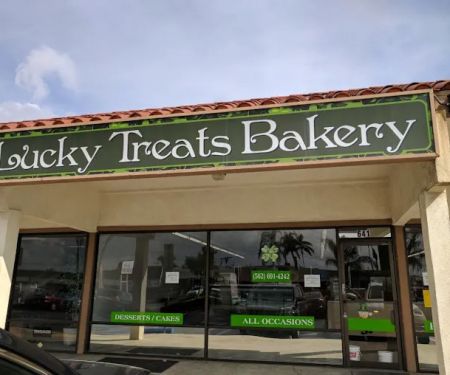 Lucky Treats Bakery
641
(562) 691-4242
DESSERTS / CAKES
ALL OCCASIONS